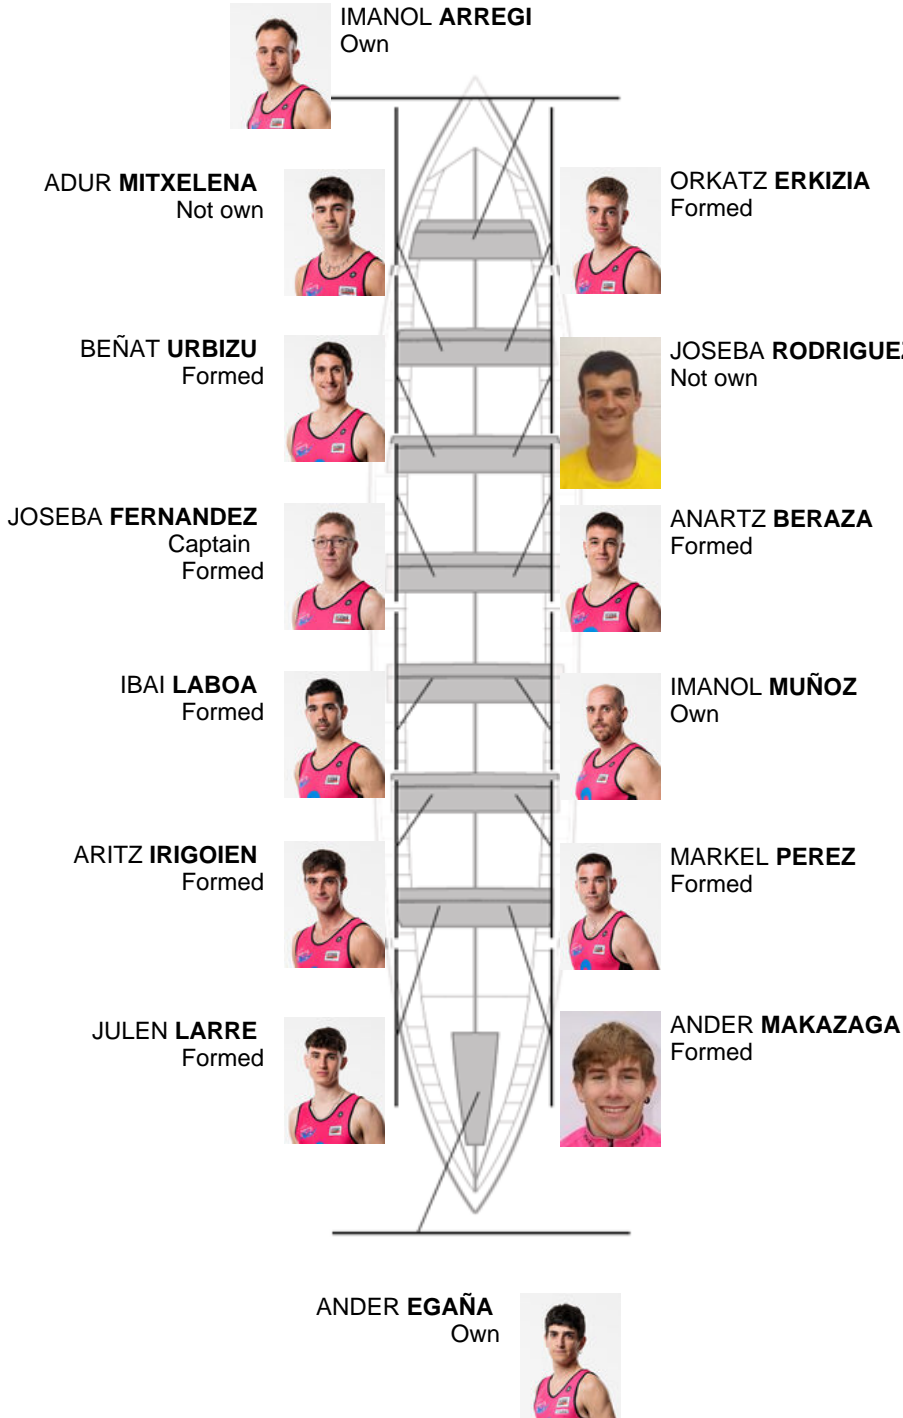 IMANOL ARREGI
Own
ADUR MITXELENA
Not own
ORKATZ ERKIZIA
Formed
BEÑAT URBIZU
Formed
JOSEBA RODRIGUEZ
Not own
JOSEBA FERNANDEZ
Captain
Formed
ANARTZ BERAZA
Formed
IBAI LABOA
Formed
IMANOL MUÑOZ
Own
ARITZ IRIGOIEN
Formed
MARKEL PEREZ
Formed
JULEN LARRE
Formed
ANDER MAKAZAGA
Formed
ANDER EGAÑA
Own